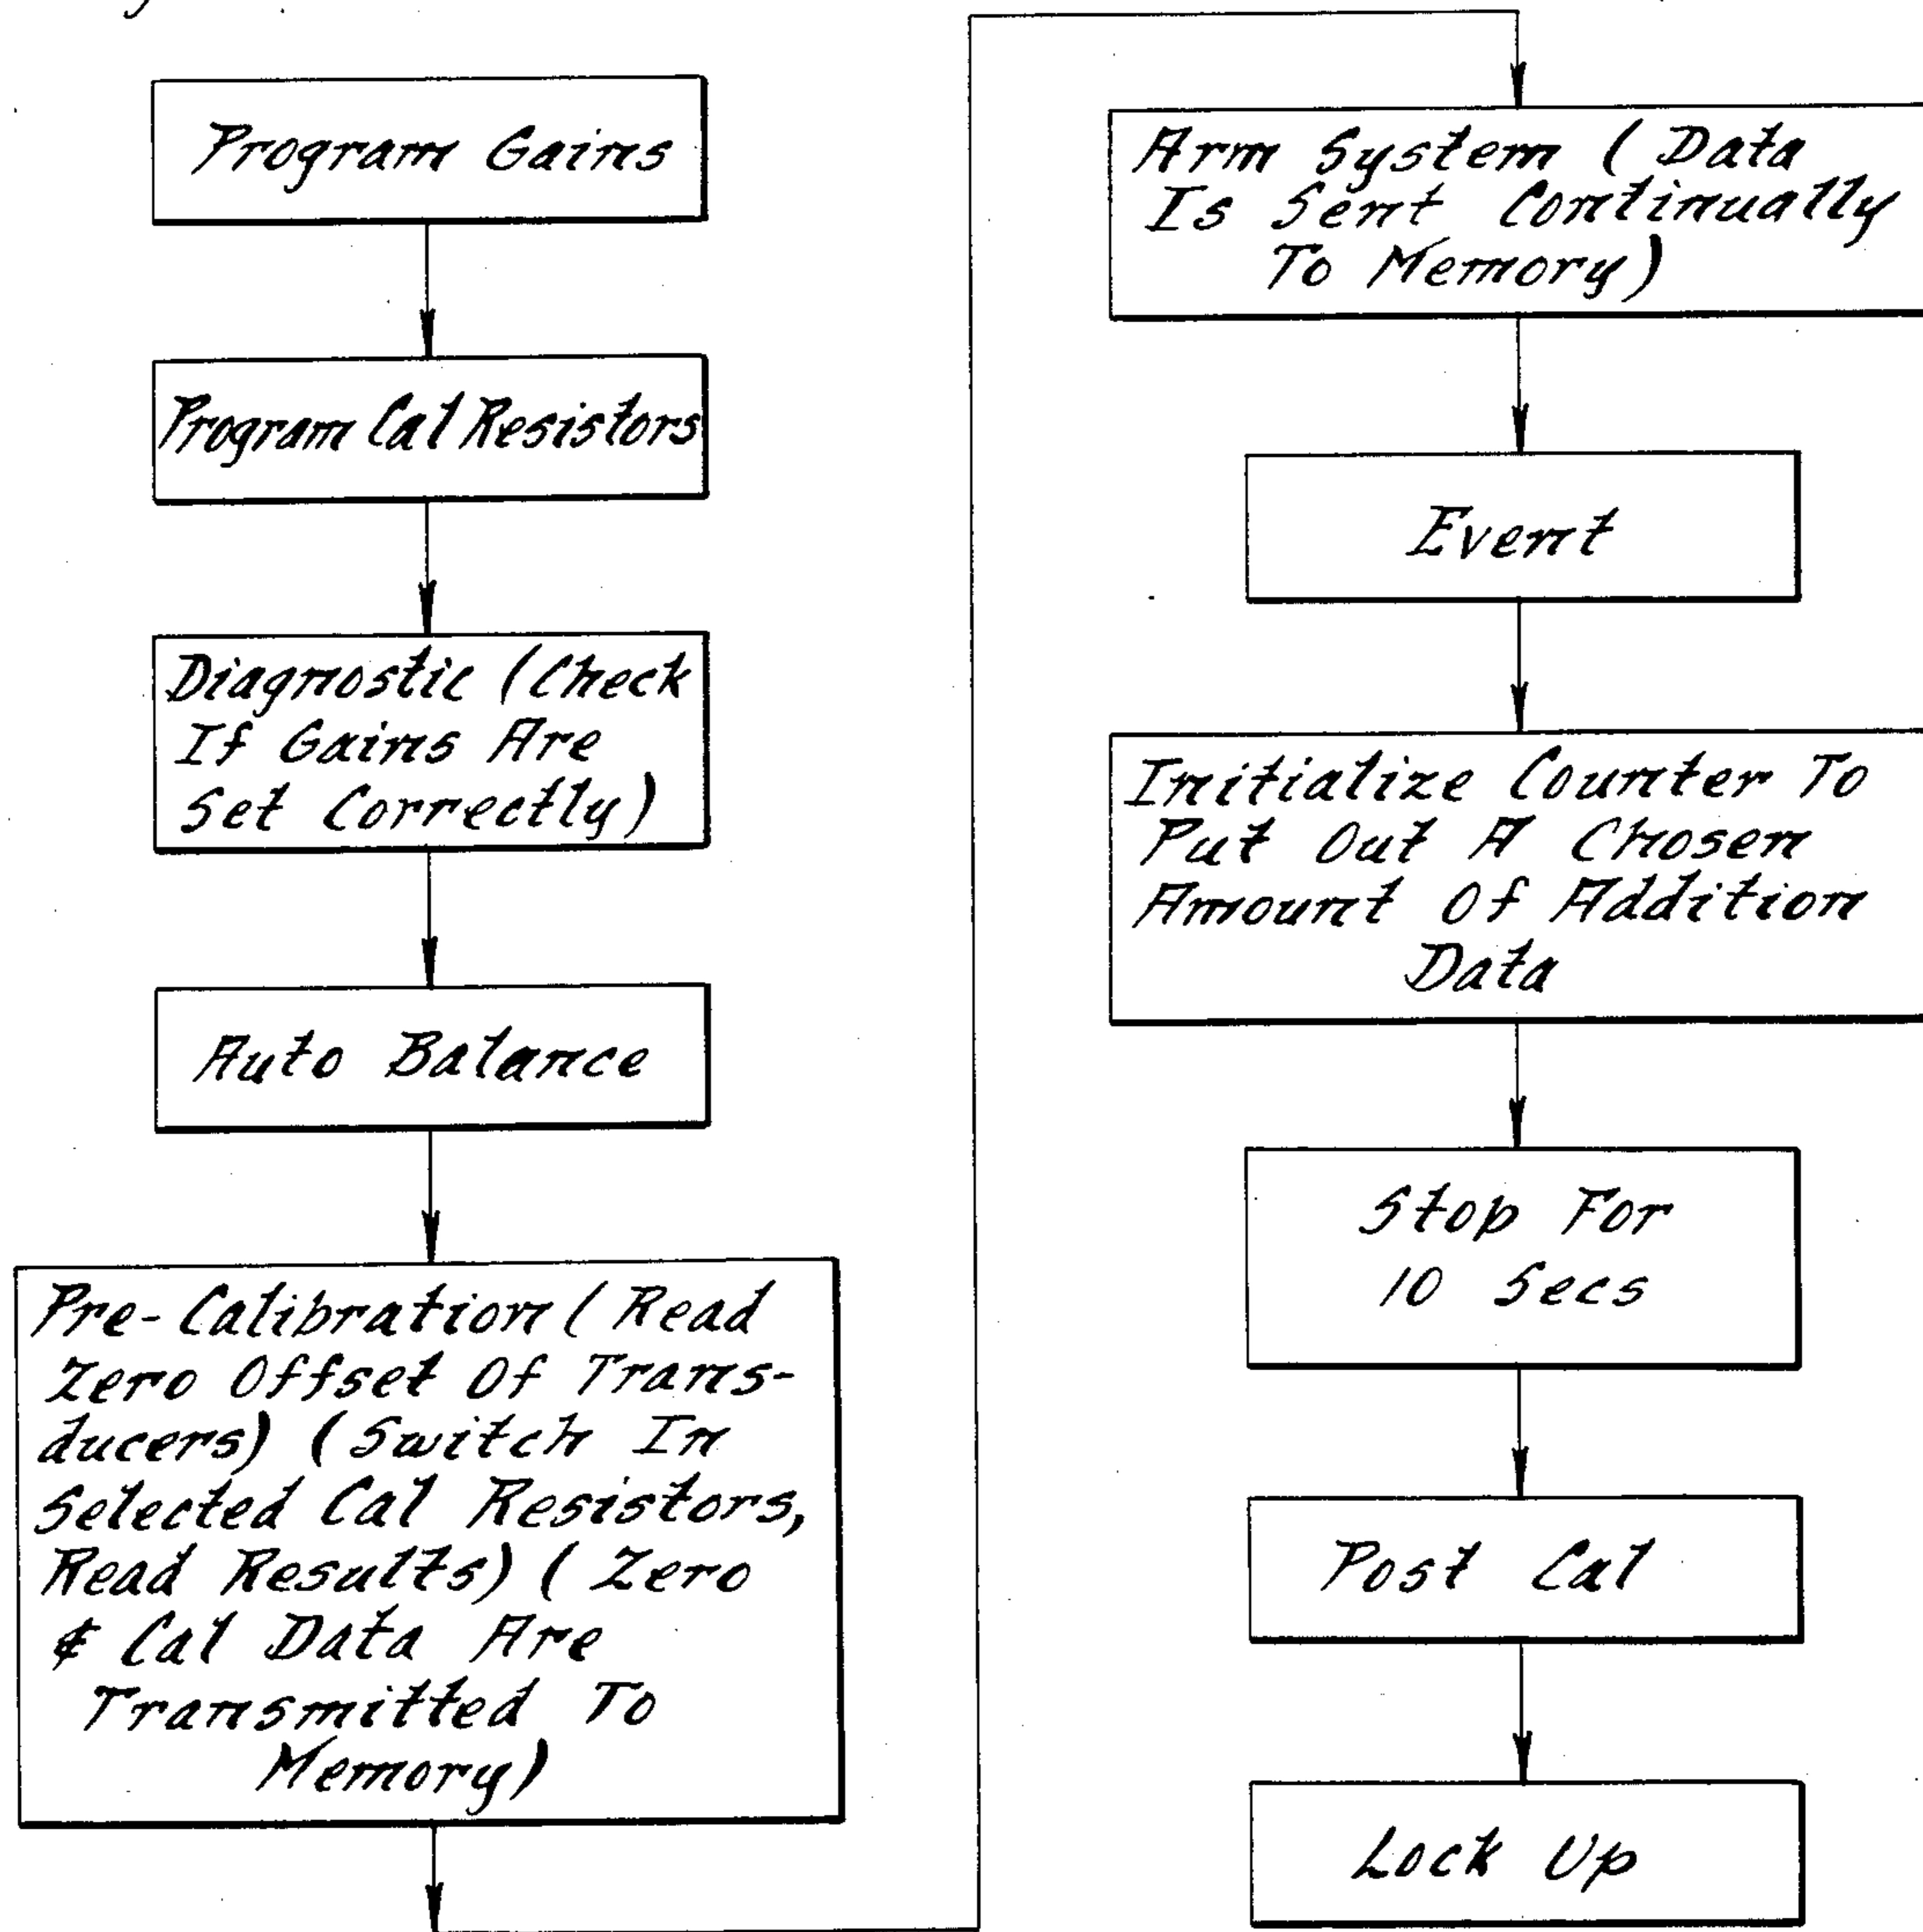 Program Gains
Program Cal Resistors
Diagnostic (Check
If Gains Are
Set Correctly)
Auto Balance
Pre-Calibration (Read
Zero Offset Of Trans-
ducers) (Switch In
Selected Cal Resistors,
Read Results) (Zero
& Cal Data Are
Transmitted To
Memory)
Arm System (Data
Is Sent Continually
To Memory)
Event
Initialize Counter To
Put Out A Chosen
Amount Of Addition
Data
Stop For
10 Secs
Post Cal
Lock Up